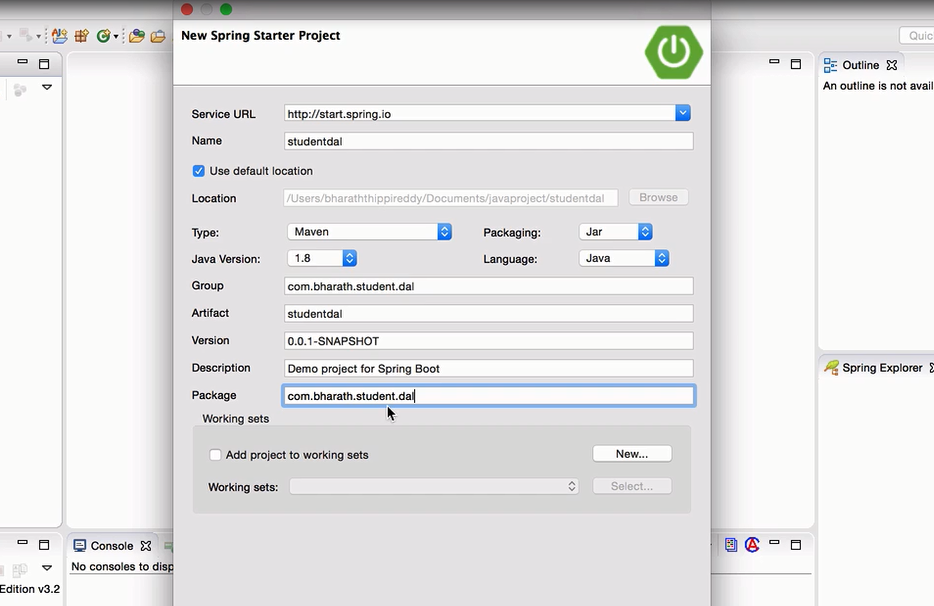 New Spring Starter Project
Quic
Outline
An outline is not avail
Service URL http://start.spring.io
Name studentdal
Use default location
Location /Users/bharaththippireddy/Documents/javaproject/studentdal Browse
Type: Maven Packaging: Jar
Java Version: 1.8 Language: Java
Group com.bharath.student.dal
Artifact studentdal
Version 0.0.1-SNAPSHOT
Description Demo project for Spring Boot
Spring Explorer
Package com.bharath.student.dal
Working sets
Add project to working sets New...
Working sets: Select...
Console
No consoles to disp
Edition v3.2